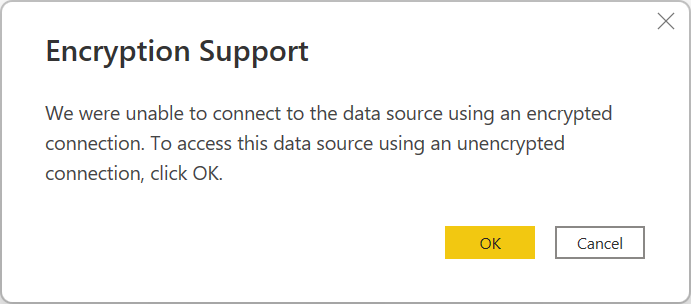 Encryption Support
We were unable to connect to the data source using an encrypted
connection. To access this data source using an unencrypted
connection, click OK.
OK
Cancel